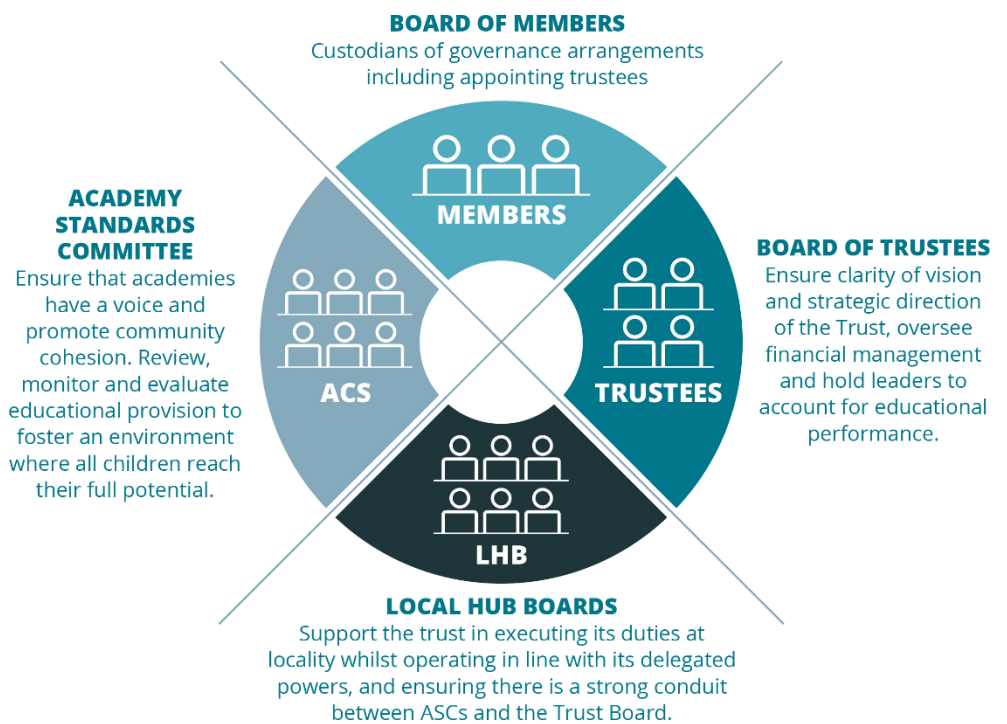 BOARD OF MEMBERS
Custodians of governance arrangements
including appointing trustees
MEMBERS
ACADEMY
STANDARDS
COMMITTEE
Ensure that academies
have a voice and
promote community
cohesion. Review,
monitor and evaluate
educational provision to
foster an environment
where all children reach
their full potential.
ACS
TRUSTEES
BOARD OF TRUSTEES
Ensure clarity of vision
and strategic direction
of the Trust, oversee
financial management
and hold leaders to
account for educational
performance.
LHB
LOCAL HUB BOARDS
Support the trust in executing its duties at
locality whilst operating in line with its delegated
powers, and ensuring there is a strong conduit
between ASCs and the Trust Board.